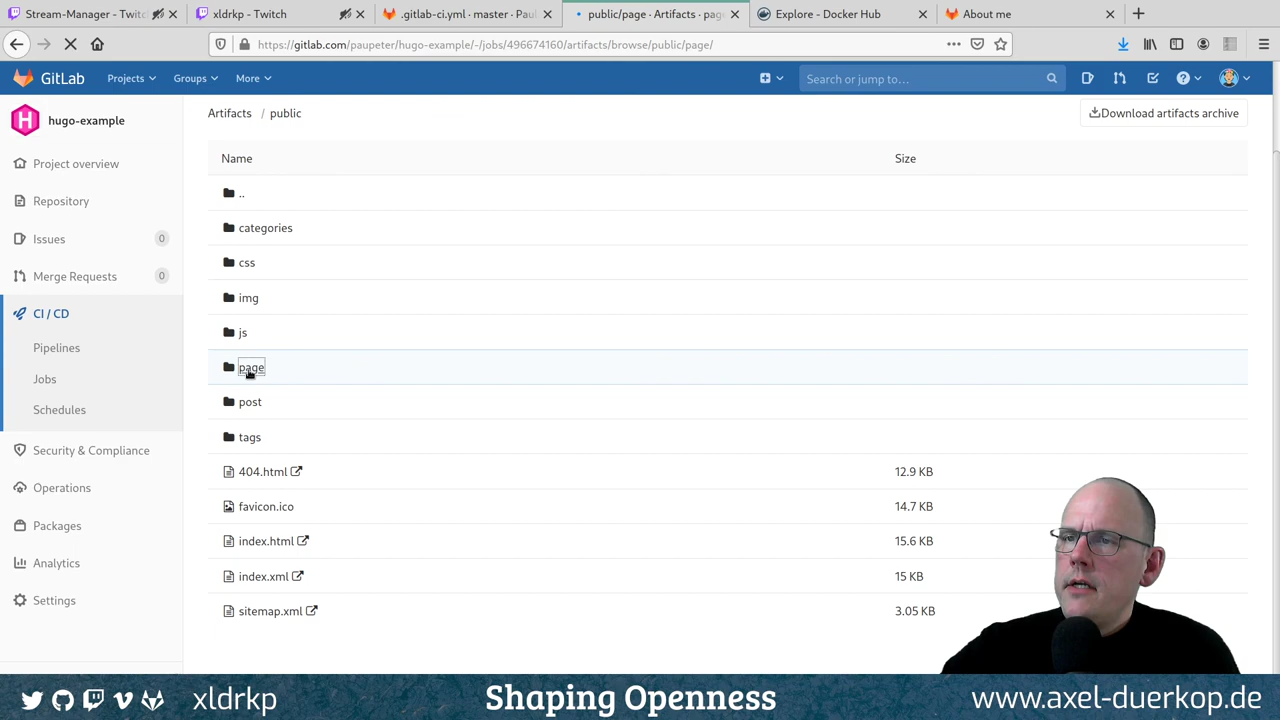 Stream-Manager - Twitch
xldrkp - Twitch
.gitlab-ci.yml · master · Pau
public/page · Artifacts · page
Explore - Docker Hub
About me
https://gitlab.com/paupeter/hugo-example/-/jobs/496674160/artifacts/browse/public/page/
GitLab
Projects
Groups
More
Search or jump to…
hugo-example
Project overview
Repository
Issues 0
Merge Requests 0
CI / CD
Pipelines
Jobs
Schedules
Security & Compliance
Operations
Packages
Analytics
Settings
Artifacts / public
Download artifacts archive
Name Size
..
categories
css
img
js
page
post
tags
404.html 12.9 KB
favicon.ico 14.7 KB
index.html 15.6 KB
index.xml 15 KB
sitemap.xml 3.05 KB
xldrkp
Shaping Openness
www.axel-duerkop.de